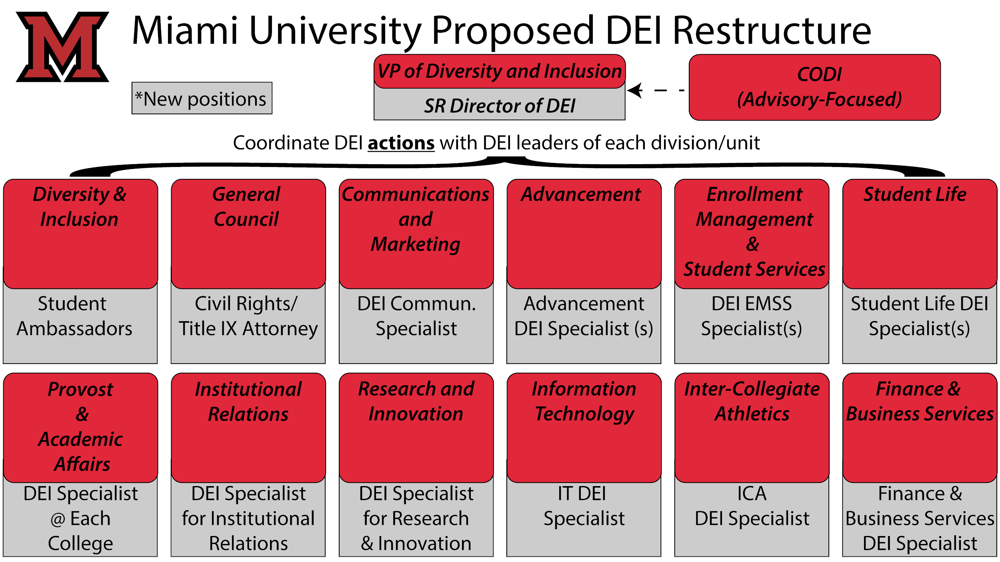 M
Miami University Proposed DEI Restructure
VP of Diversity and Inclusion
SR Director of DEI
CODI
(Advisory-Focused)
*New positions
Coordinate DEI actions with DEI leaders of each division/unit
Diversity &
Inclusion
Student
Ambassadors
General
Council
Civil Rights/
Title IX Attorney
Communications
and
Marketing
DEI Commun.
Specialist
Advancement
Advancement
DEI Specialist (s)
Enrollment
Management
&
Student Services
DEI EMSS
Specialist(s)
Student Life
Student Life DEI
Specialist(s)
Provost
&
Academic
Affairs
DEI Specialist
@ Each
College
Institutional
Relations
DEI Specialist
for Institutional
Relations
Research and
Innovation
DEI Specialist
for Research
& Innovation
Information
Technology
IT DEI
Specialist
Inter-Collegiate
Athletics
ICA
DEI Specialist
Finance &
Business Services
Finance &
Business Services
DEI Specialist